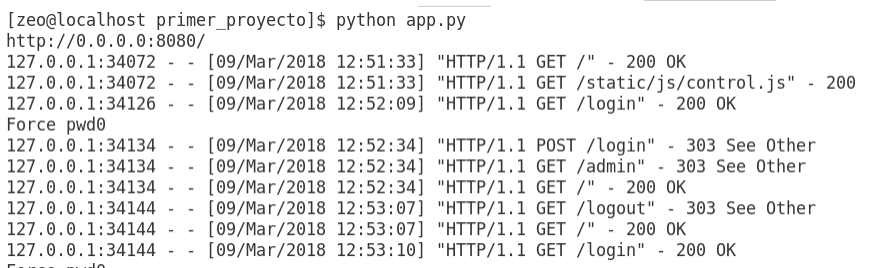 [zeo@localhost primer_proyecto]$ python app.py
http://0.0.0.0:8080/
127.0.0.1:34072 - - [09/Mar/2018 12:51:33] "HTTP/1.1 GET /" - 200 OK
127.0.0.1:34072 - - [09/Mar/2018 12:51:33] "HTTP/1.1 GET /static/js/control.js" - 200
127.0.0.1:34126 - - [09/Mar/2018 12:52:09] "HTTP/1.1 GET /login" - 200 OK
Force pwd0
127.0.0.1:34134 - - [09/Mar/2018 12:52:34] "HTTP/1.1 POST /login" - 303 See Other
127.0.0.1:34134 - - [09/Mar/2018 12:52:34] "HTTP/1.1 GET /admin" - 303 See Other
127.0.0.1:34134 - - [09/Mar/2018 12:52:34] "HTTP/1.1 GET /" - 200 OK
127.0.0.1:34144 - - [09/Mar/2018 12:53:07] "HTTP/1.1 GET /logout" - 303 See Other
127.0.0.1:34144 - - [09/Mar/2018 12:53:07] "HTTP/1.1 GET /" - 200 OK
127.0.0.1:34144 - - [09/Mar/2018 12:53:10] "HTTP/1.1 GET /login" - 200 OK